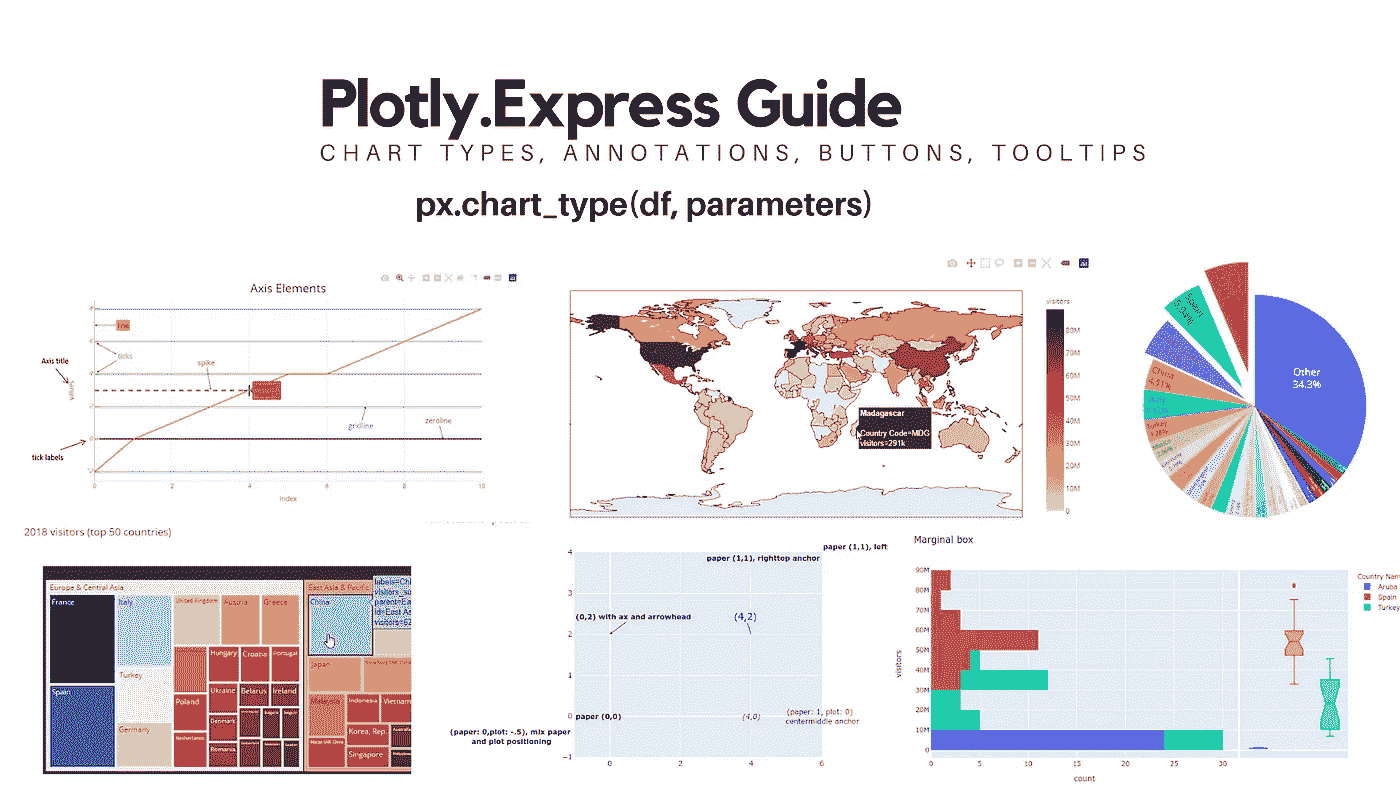 Plotly.Express Guide
CHART TYPES, ANNOTATIONS, BUTTONS, TOOLTIPS
px.chart_type(df, parameters)
Axis Elements
line
ticks
Axis title
spike
values
gridline
zeroline
tick labels
0 2 4 6 8 10
Index
visitors
80M
70M
60M
50M
40M
30M
20M
10M
0
Madagascar
Country Code=MDG
visitors=291k
Other
34.3%
China
4.51%
Turkey
2018 visitors (top 50 countries)
Europe & Central Asia
East Asia & Pacific
France
Italy
United Kingdom
Austria
Greece
China
Hungary
Croatia
Portugal
Japan
Turkey
Spain
Ukraine
Belarus
Ireland
Malaysia
Indonesia
Vietnam
Poland
Denmark
Korea, Rep.
Germany
Netherlands
Romania
Singapore
paper (1,1), left
paper (1,1), righttop anchor
(0,2) with ax and arrowhead
(4,2)
paper (0,0)
(4,0)
(paper: 1, plot: 0)
centermiddle anchor
(paper: 0,plot: -.5), mix paper
and plot positioning
4
3
2
1
0
−1
0 2 4 6
Marginal box
90M
80M
70M
60M
50M
40M
30M
20M
10M
0
visitors
0 5 10 15 20 25 30
count
Country Nam
Aruba
Spain
Turkey